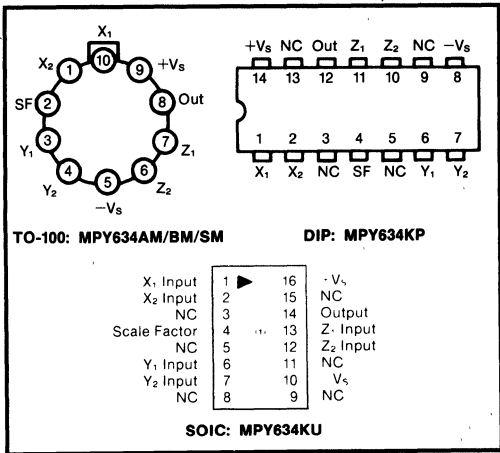 X₁
X₂ 1 10 9 +Vs
SF 2 8 Out
Y₁ 3 7 Z₁
Y₂ 4 5 6 Z₂
−Vs
TO-100: MPY634AM/BM/SM
+Vs NC Out Z₁ Z₂ NC −Vs
14 13 12 11 10 9 8
1 2 3 4 5 6 7
X₁ X₂ NC SF NC Y₁ Y₂
DIP: MPY634KP
X₁ Input 1 16 Vs
X₂ Input 2 15 NC
NC 3 14 Output
Scale Factor 4 13 Z₁ Input
NC 5 12 Z₂ Input
Y₁ Input 6 11 NC
Y₂ Input 7 10 Vs
NC 8 9 NC
SOIC: MPY634KU